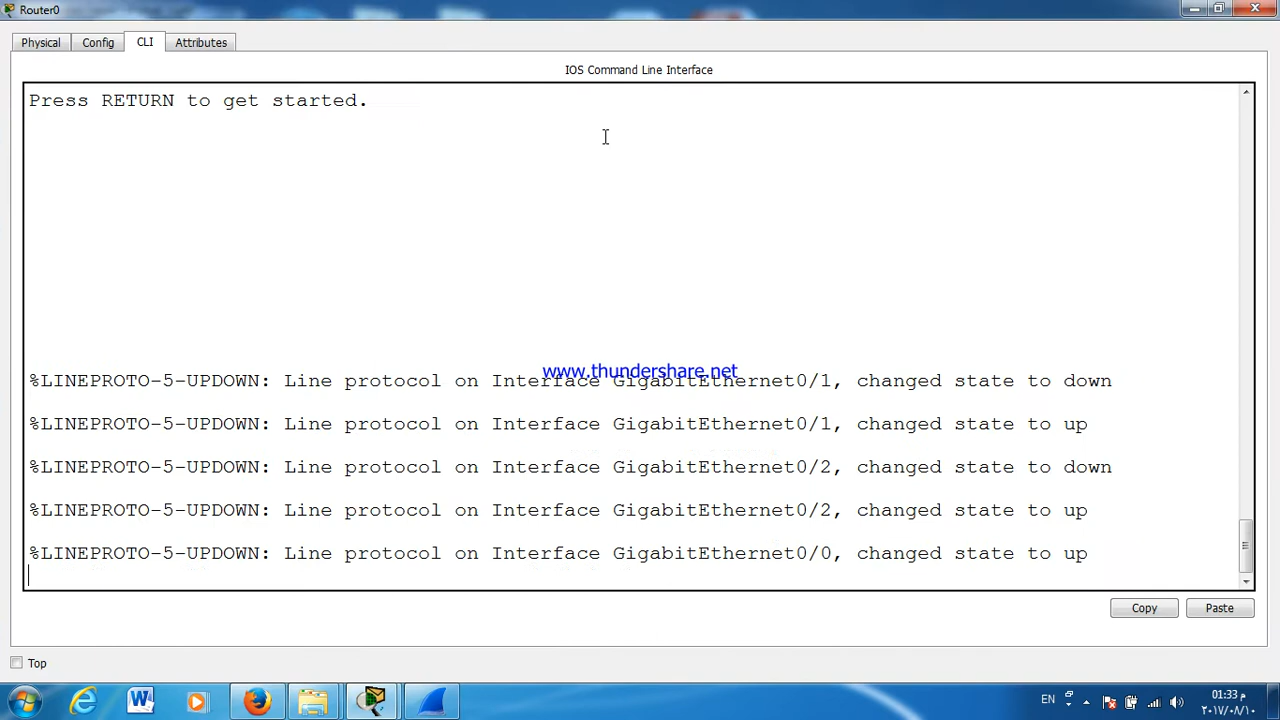 Router0
Physical
Config
CLI
Attributes
IOS Command Line Interface
Press RETURN to get started.
www.thundershare.net
%LINEPROTO-5-UPDOWN: Line protocol on Interface GigabitEthernet0/1, changed state to down
%LINEPROTO-5-UPDOWN: Line protocol on Interface GigabitEthernet0/1, changed state to up
%LINEPROTO-5-UPDOWN: Line protocol on Interface GigabitEthernet0/2, changed state to down
%LINEPROTO-5-UPDOWN: Line protocol on Interface GigabitEthernet0/2, changed state to up
%LINEPROTO-5-UPDOWN: Line protocol on Interface GigabitEthernet0/0, changed state to up
Copy
Paste
Top
EN
01:33 م
٢٠١٧/٠٨/١٠